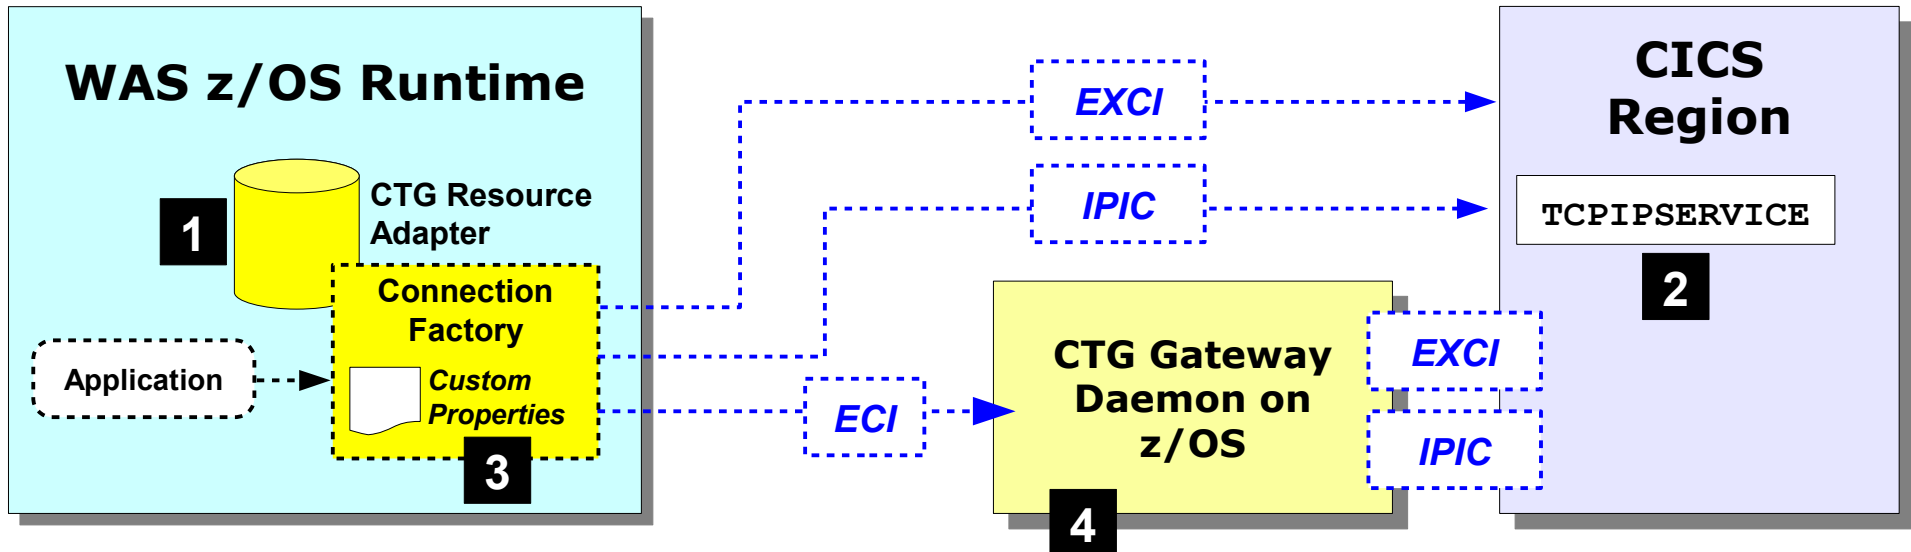 WAS z/OS Runtime
1
CTG Resource
Adapter
Connection
Factory
Application
Custom
Properties
3
EXCI
IPIC
ECI
CTG Gateway
Daemon on
z/OS
4
EXCI
IPIC
CICS
Region
TCPIPSERVICE
2